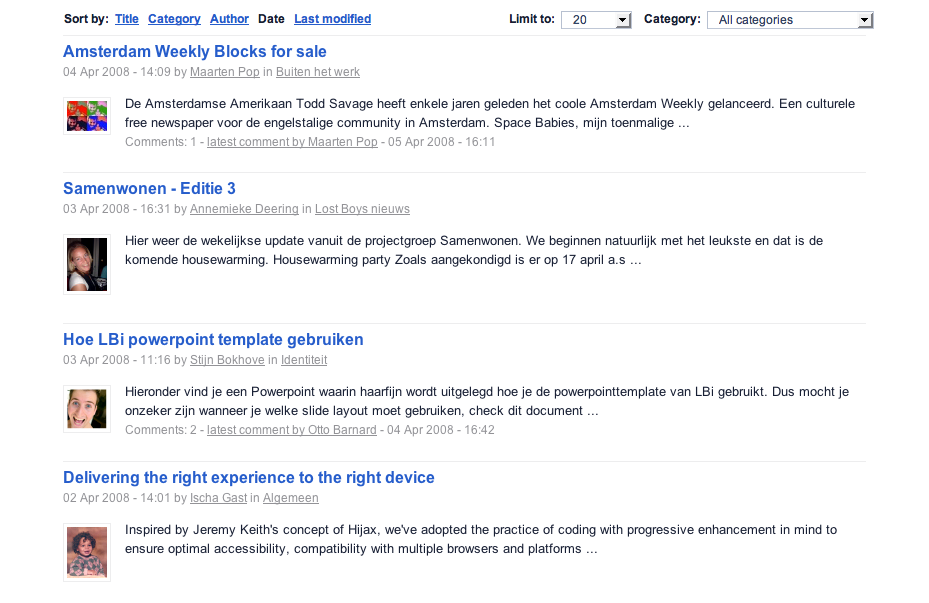 Sort by: Title Category Author Date Last modified Limit to: 20 Category: All categories
Amsterdam Weekly Blocks for sale
04 Apr 2008 - 14:09 by Maarten Pop in Buiten het werk
De Amsterdamse Amerikaan Todd Savage heeft enkele jaren geleden het coole Amsterdam Weekly gelanceerd. Een culturele
free newspaper voor de engelstalige community in Amsterdam. Space Babies, mijn toenmalige ...
Comments: 1 - latest comment by Maarten Pop - 05 Apr 2008 - 16:11
Samenwonen - Editie 3
03 Apr 2008 - 16:31 by Annemieke Deering in Lost Boys nieuws
Hier weer de wekelijkse update vanuit de projectgroep Samenwonen. We beginnen natuurlijk met het leukste en dat is de
komende housewarming. Housewarming party Zoals aangekondigd is er op 17 april a.s ...
Hoe LBi powerpoint template gebruiken
03 Apr 2008 - 11:16 by Stijn Bokhove in Identiteit
Hieronder vind je een Powerpoint waarin haarfijn wordt uitgelegd hoe je de powerpointtemplate van LBi gebruikt. Dus mocht je
onzeker zijn wanneer je welke slide layout moet gebruiken, check dit document ...
Comments: 2 - latest comment by Otto Barnard - 04 Apr 2008 - 16:42
Delivering the right experience to the right device
02 Apr 2008 - 14:01 by Ischa Gast in Algemeen
Inspired by Jeremy Keith's concept of Hijax, we've adopted the practice of coding with progressive enhancement in mind to
ensure optimal accessibility, compatibility with multiple browsers and platforms ...